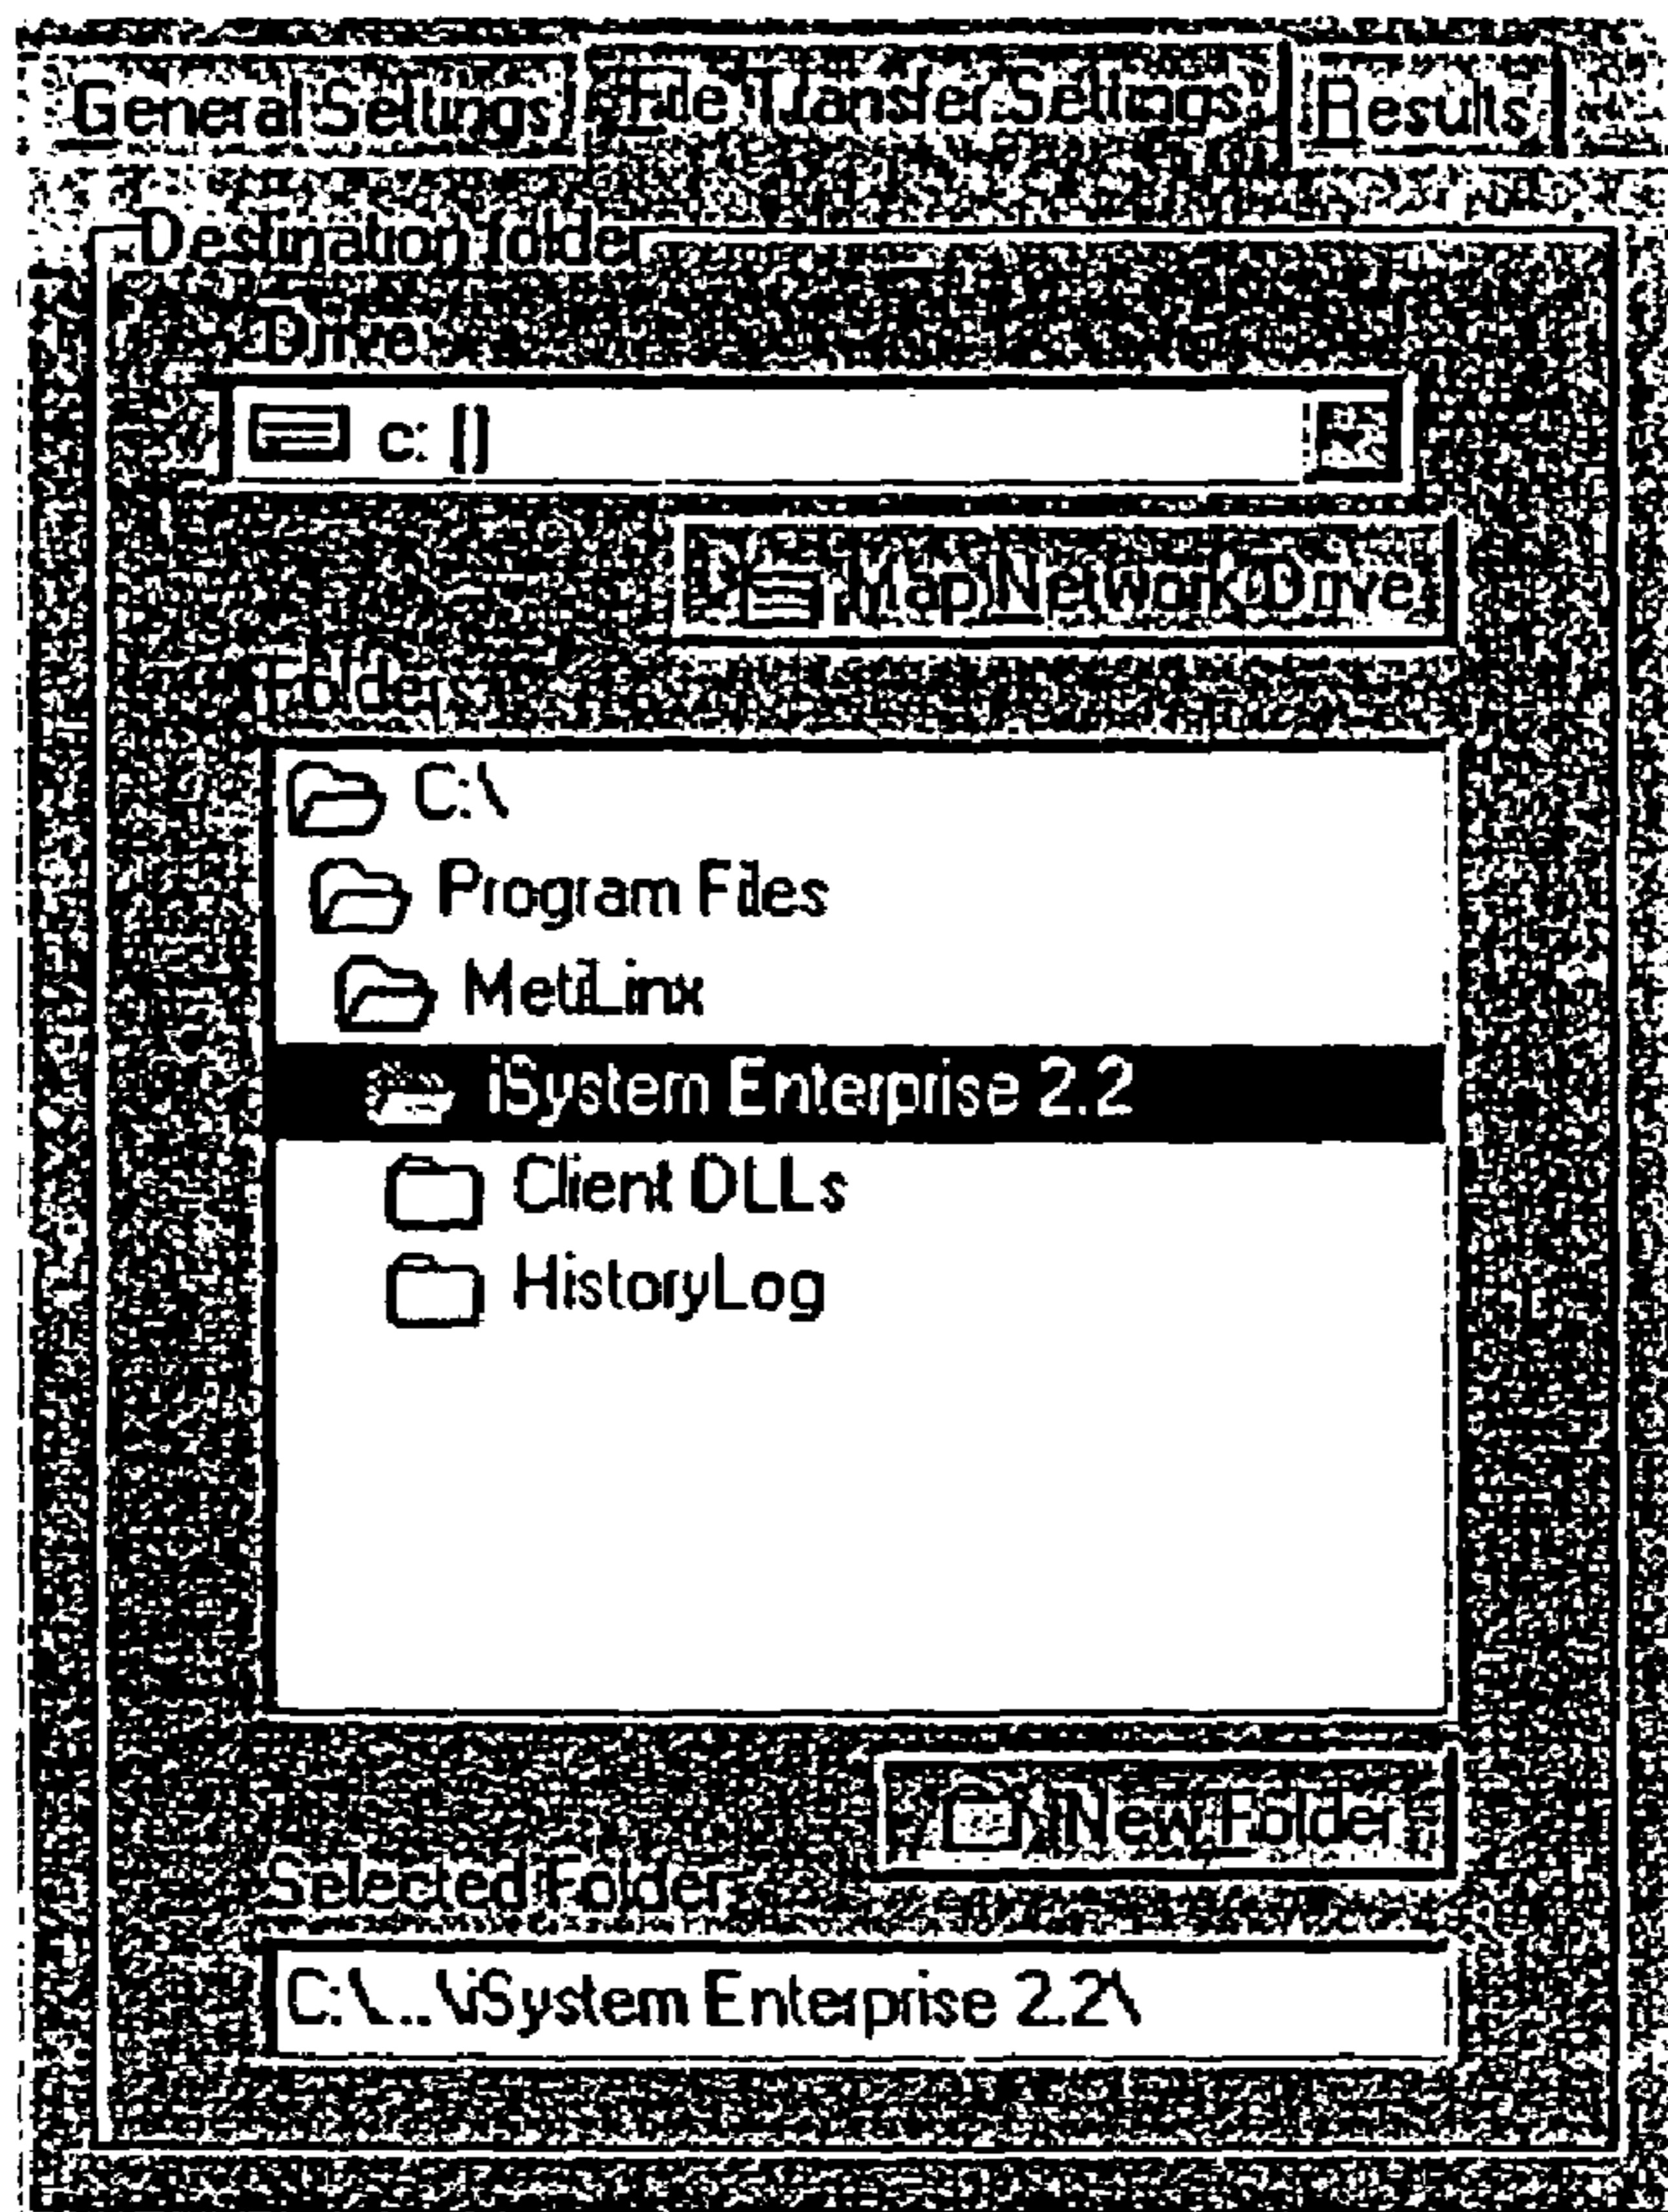 General Settings File Transfer Settings Results
Destination folder
Drive
c: []
Map Network Drive
Folders
C:\
Program Files
MetiLinx
iSystem Enterprise 2.2
Client DLLs
HistoryLog
New Folder
Selected Folder
C:\...\iSystem Enterprise 2.2\